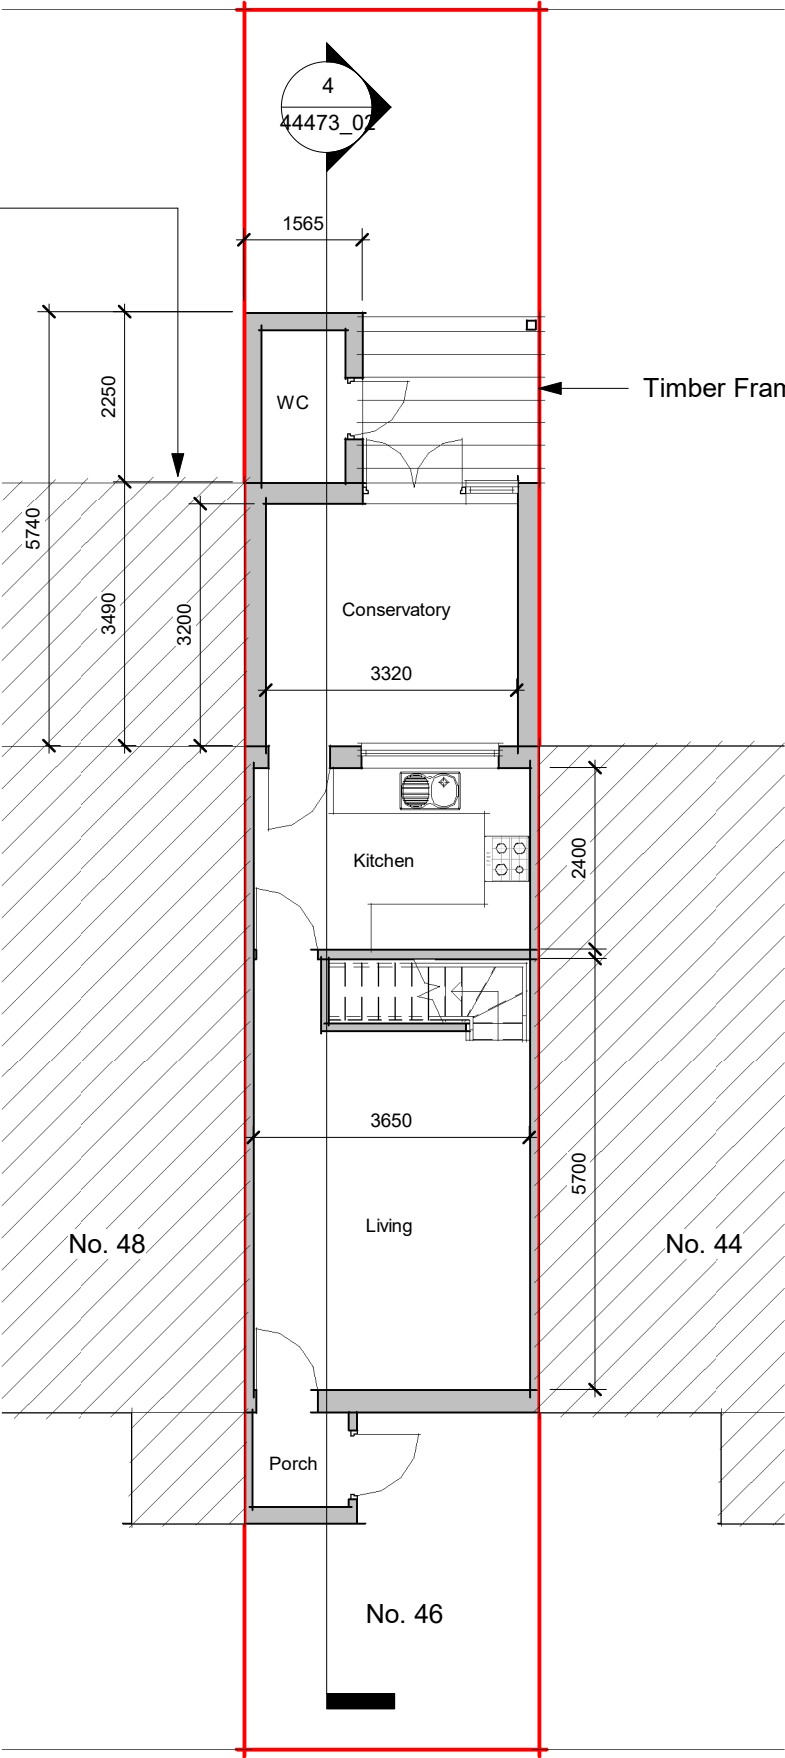 4
44473_02
1565
Timber Fram
2250
WC
5740
3490
3200
Conservatory
3320
Kitchen
2400
3650
5700
Living
No. 48
No. 44
Porch
No. 46